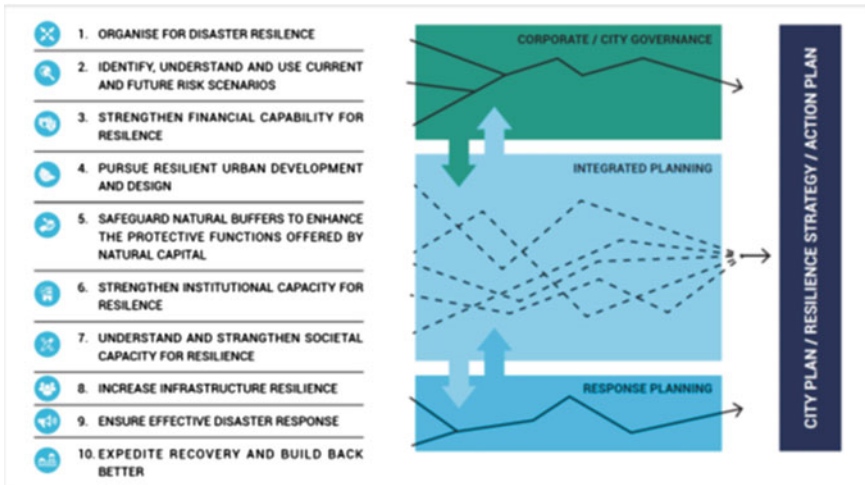 1. ORGANISE FOR DISASTER RESILENCE
2. IDENTIFY, UNDERSTAND AND USE CURRENT
AND FUTURE RISK SCENARIOS
3. STRENGTHEN FINANCIAL CAPABILITY FOR
RESILENCE
4. PURSUE RESILIENT URBAN DEVELOPMENT
AND DESIGN
5. SAFEGUARD NATURAL BUFFERS TO ENHANCE
THE PROTECTIVE FUNCTIONS OFFERED BY
NATURAL CAPITAL
6. STRENGTHEN INSTITUTIONAL CAPACITY FOR
RESILENCE
7. UNDERSTAND AND STRANGTHEN SOCIETAL
CAPACITY FOR RESILIENCE
8. INCREASE INFRASTRUCTURE RESILIENCE
9. ENSURE EFFECTIVE DISASTER RESPONSE
10. EXPEDITE RECOVERY AND BUILD BACK
BETTER
CORPORATE / CITY GOVERNANCE
INTEGRATED PLANNING
RESPONSE PLANNING
CITY PLAN / RESILIENCE STRATEGY / ACTION PLAN